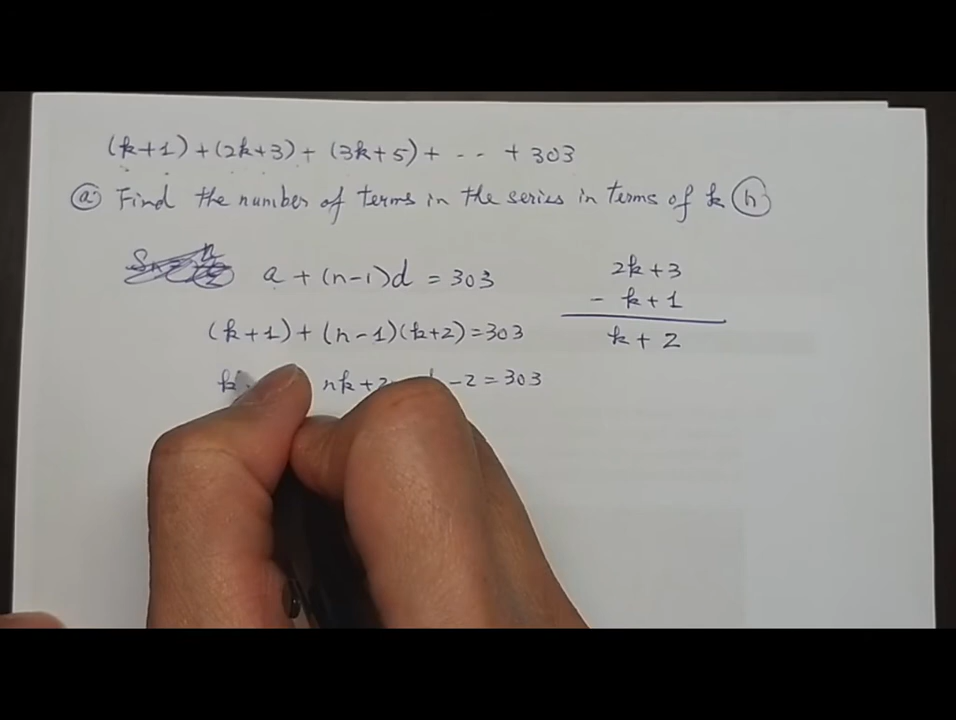 (k+1)+(2k+3)+(3k+5)+ -- + 303
(a) Find the number of terms in the series in terms of k (n)
a + (n-1)d = 303
(k+1)+(n-1)(k+2)=303
k nk+2 -2=303
2k+3
- k+1
k+2